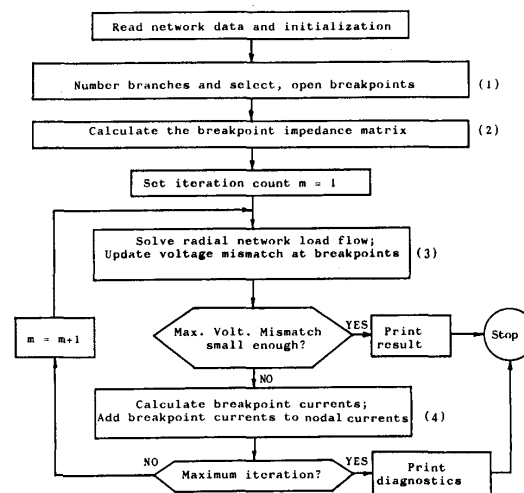 Read network data and initialization
Number branches and select, open breakpoints
(1)
Calculate the breakpoint impedance matrix
(2)
Set iteration count m = 1
Solve radial network load flow;
Update voltage mismatch at breakpoints
(3)
Max. Volt. Mismatch
small enough?
YES
Print
result
Stop
m = m+1
NO
Calculate breakpoint currents;
Add breakpoint currents to nodal currents
(4)
NO
Maximum iteration?
YES
Print
diagnostics